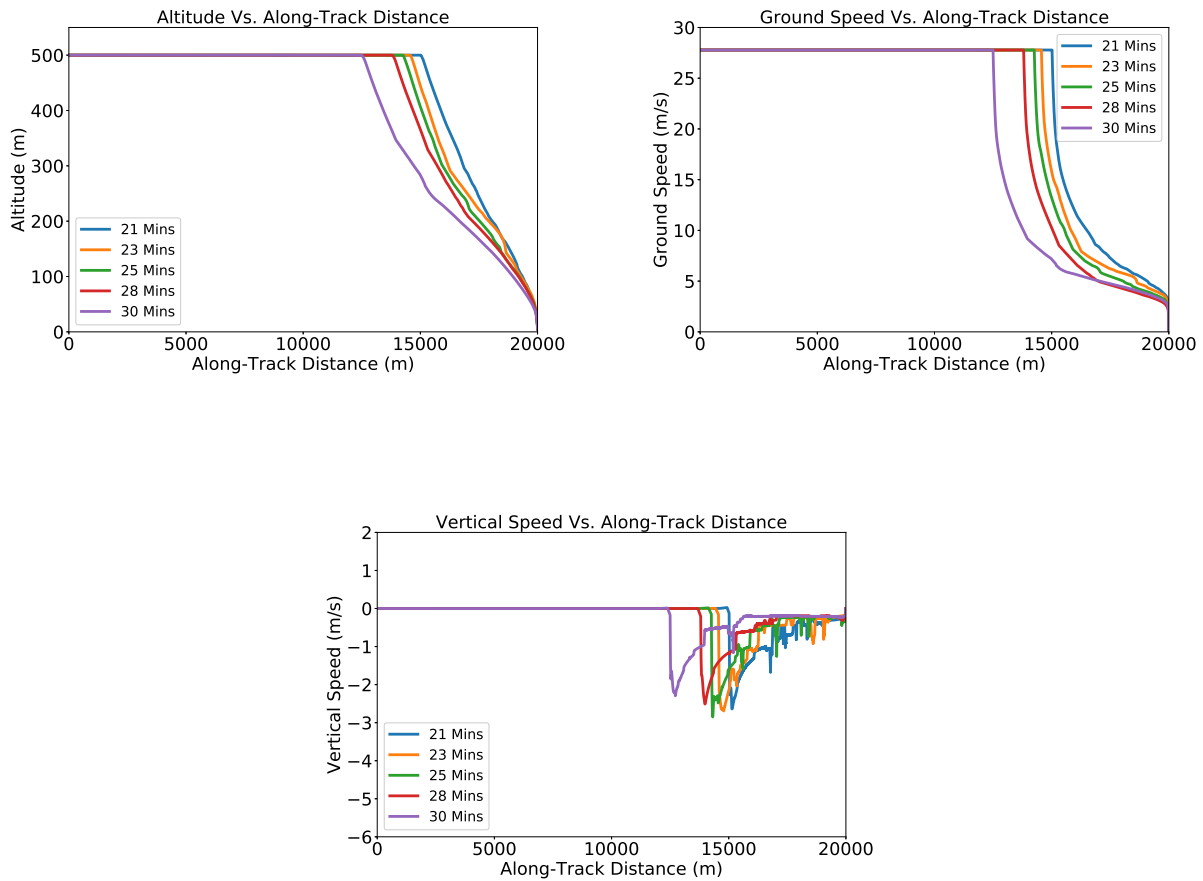 Altitude Vs. Along-Track Distance
500
400
300
200
100
0
Altitude (m)
21 Mins
23 Mins
25 Mins
28 Mins
30 Mins
0 5000 10000 15000 20000
Along-Track Distance (m)
Ground Speed Vs. Along-Track Distance
30
25
20
15
10
5
0
Ground Speed (m/s)
21 Mins
23 Mins
25 Mins
28 Mins
30 Mins
0 5000 10000 15000 20000
Along-Track Distance (m)
Vertical Speed Vs. Along-Track Distance
2
1
0
−1
−2
−3
−4
−5
−6
Vertical Speed (m/s)
21 Mins
23 Mins
25 Mins
28 Mins
30 Mins
0 5000 10000 15000 20000
Along-Track Distance (m)